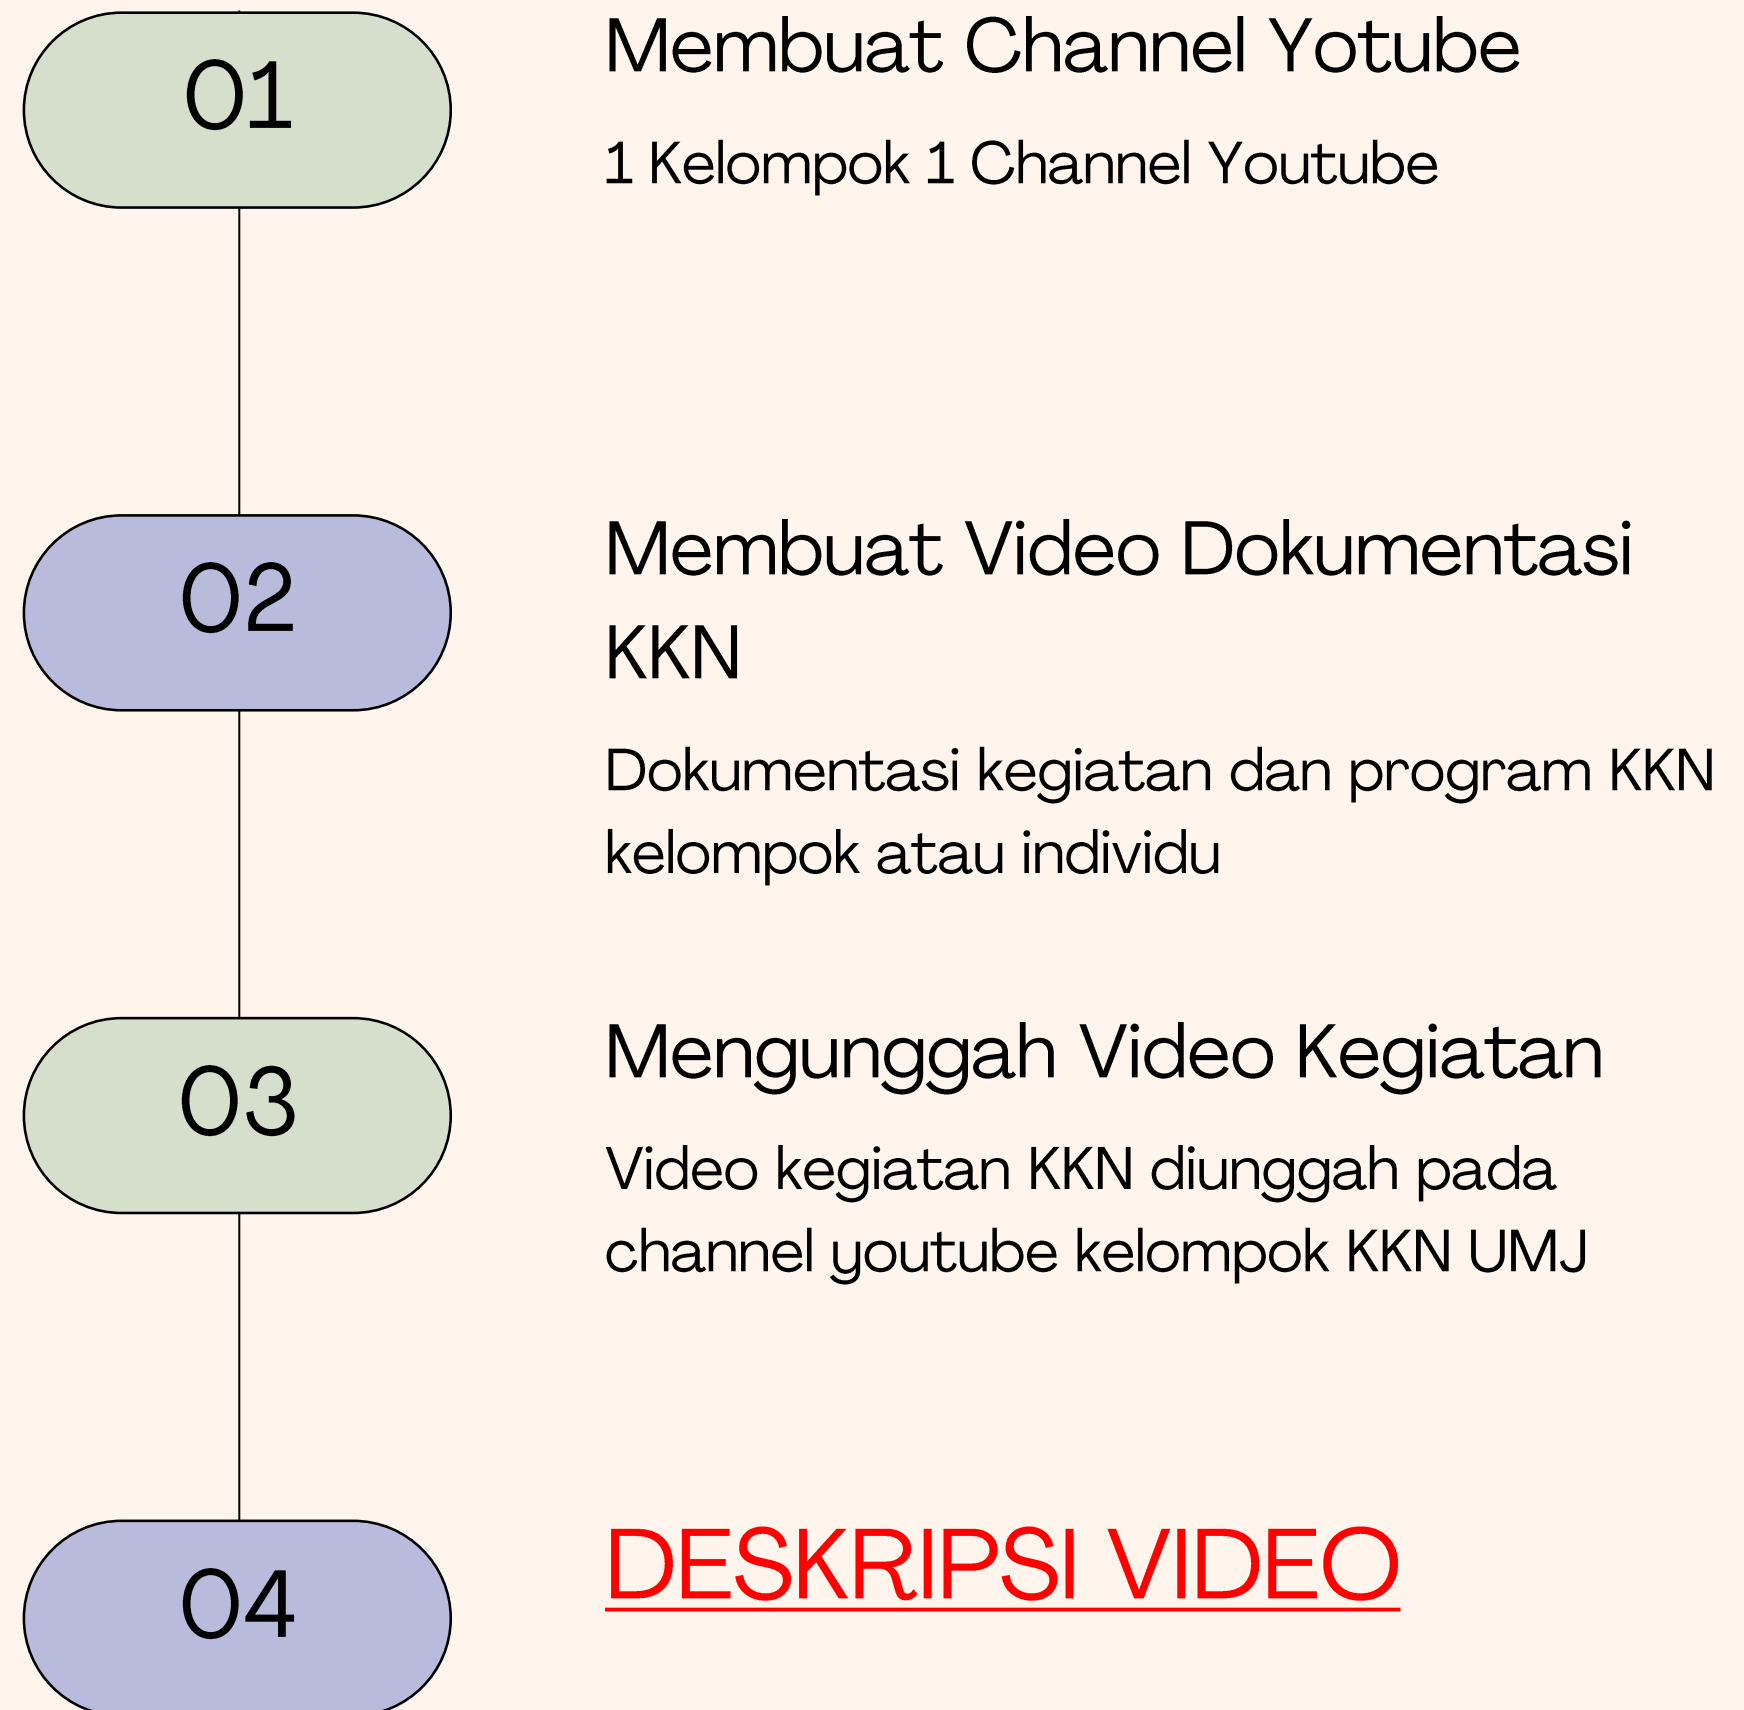 01
Membuat Channel Yotube
1 Kelompok 1 Channel Youtube
02
Membuat Video Dokumentasi
KKN
Dokumentasi kegiatan dan program KKN
kelompok atau individu
03
Mengunggah Video Kegiatan
Video kegiatan KKN diunggah pada
channel youtube kelompok KKN UMJ
04
DESKRIPSI VIDEO